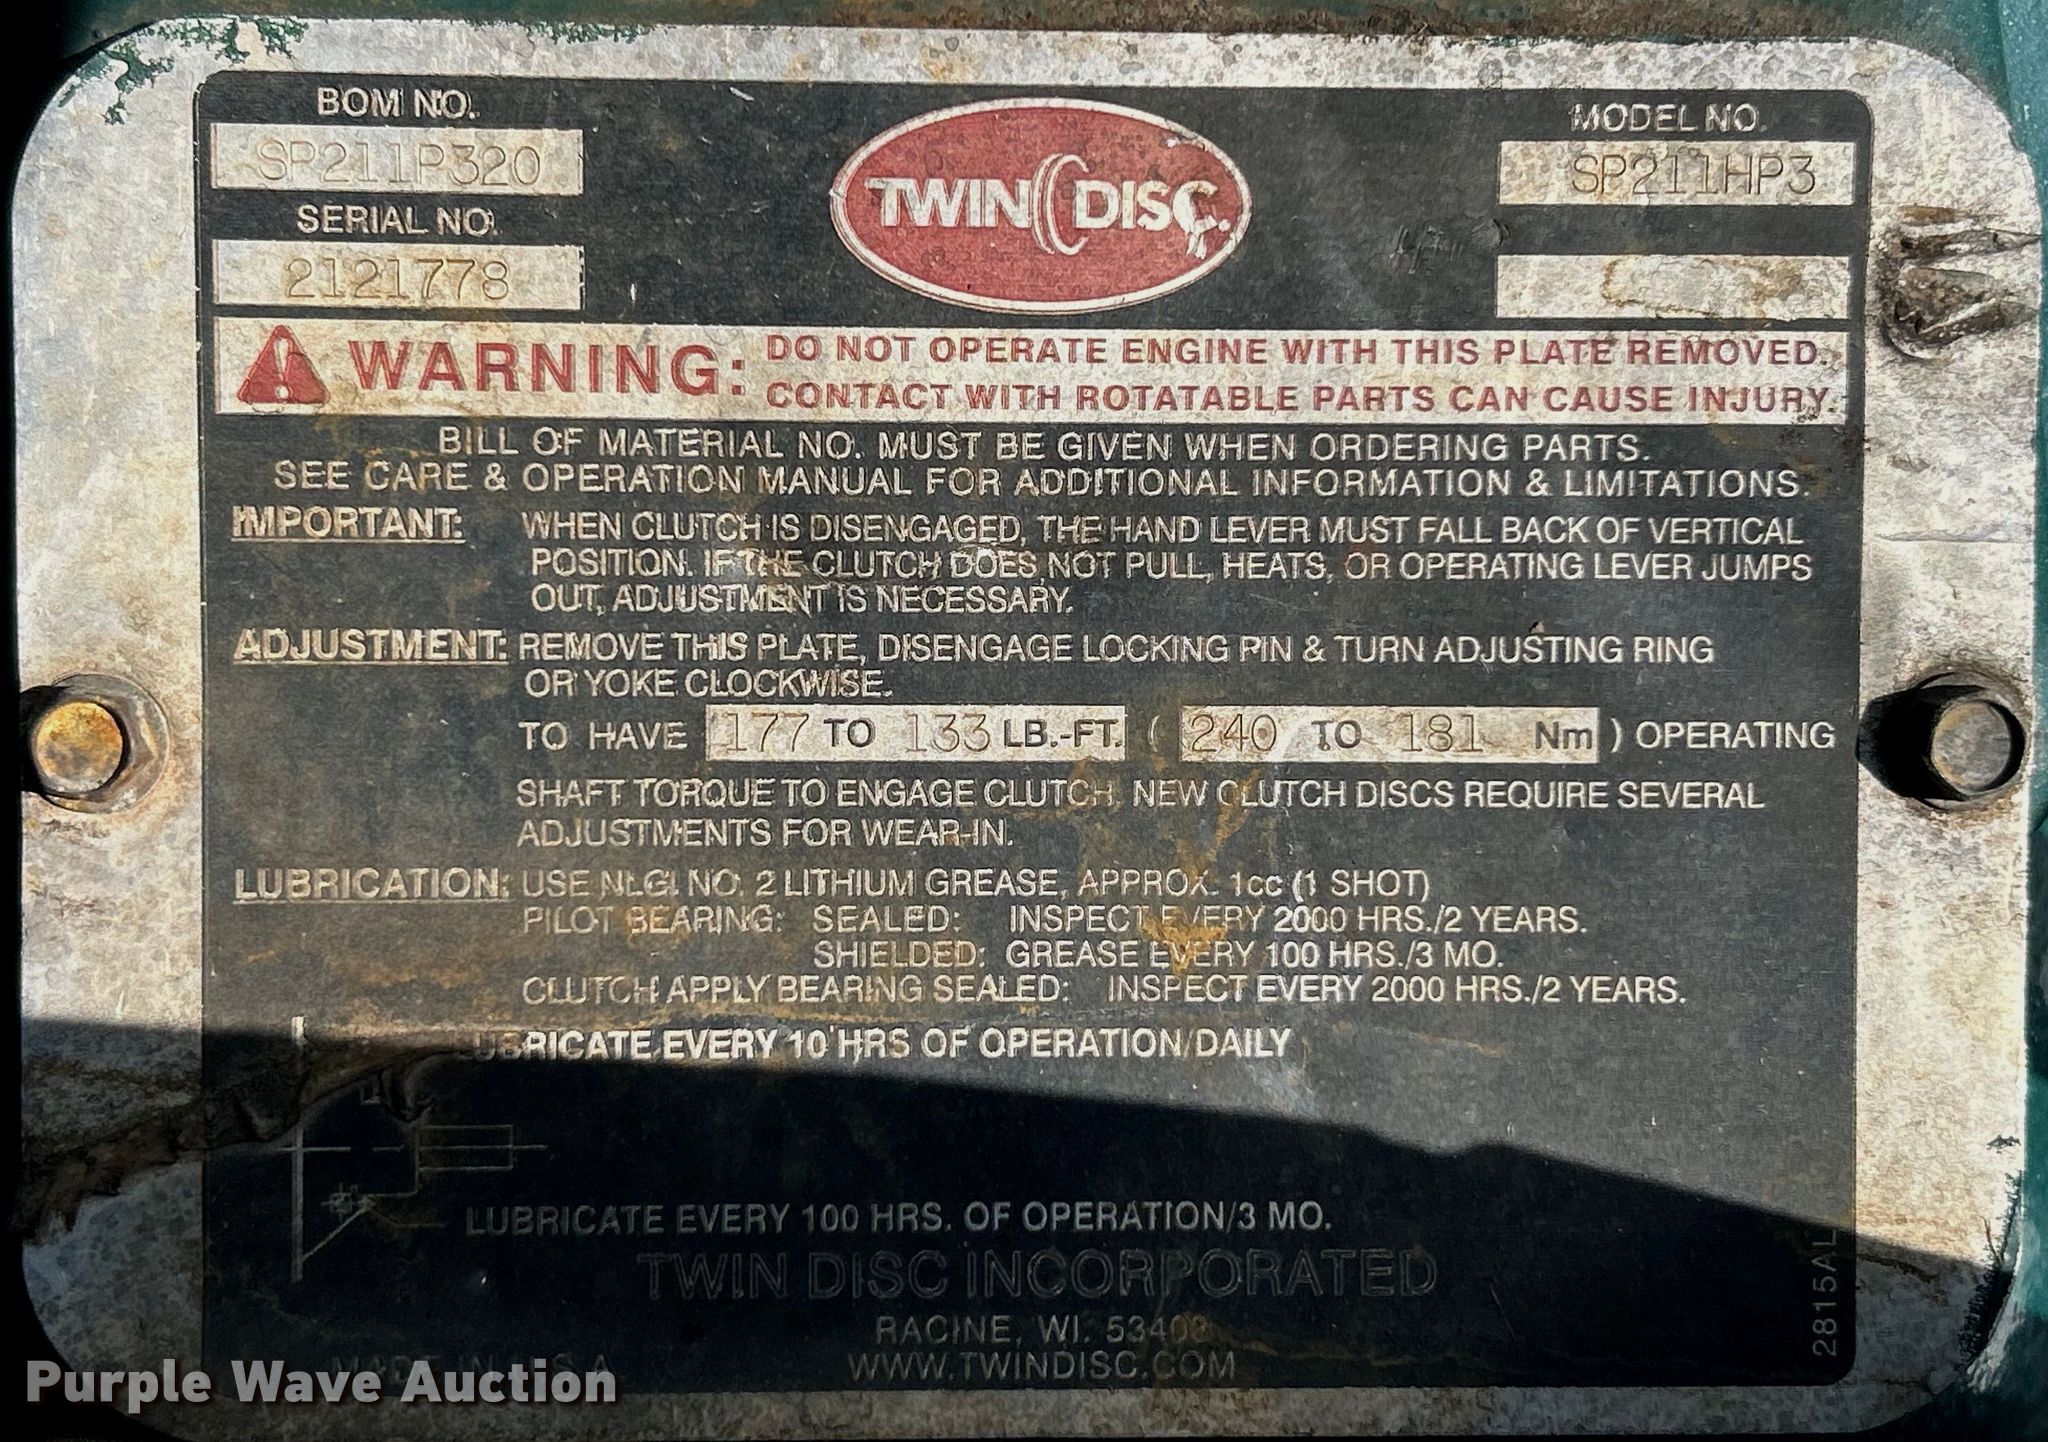 BOM NO.
SP211P320
SERIAL NO.
2121778
TWIN DISC
MODEL NO.
SP211HP3
WARNING: DO NOT OPERATE ENGINE WITH THIS PLATE REMOVED.
CONTACT WITH ROTATABLE PARTS CAN CAUSE INJURY.
BILL OF MATERIAL NO. MUST BE GIVEN WHEN ORDERING PARTS.
SEE CARE & OPERATION MANUAL FOR ADDITIONAL INFORMATION & LIMITATIONS.
IMPORTANT: WHEN CLUTCH IS DISENGAGED, THE HAND LEVER MUST FALL BACK OF VERTICAL
POSITION. IF THE CLUTCH DOES NOT PULL, HEATS, OR OPERATING LEVER JUMPS
OUT, ADJUSTMENT IS NECESSARY.
ADJUSTMENT: REMOVE THIS PLATE, DISENGAGE LOCKING PIN & TURN ADJUSTING RING
OR YOKE CLOCKWISE.
TO HAVE 177 TO 133 LB.-FT. ( 240 TO 181 Nm ) OPERATING
SHAFT TORQUE TO ENGAGE CLUTCH. NEW CLUTCH DISCS REQUIRE SEVERAL
ADJUSTMENTS FOR WEAR-IN.
LUBRICATION: USE NLGI NO. 2 LITHIUM GREASE, APPROX. 1cc (1 SHOT)
PILOT BEARING: SEALED: INSPECT EVERY 2000 HRS./2 YEARS.
SHIELDED: GREASE EVERY 100 HRS./3 MO.
CLUTCH APPLY BEARING SEALED: INSPECT EVERY 2000 HRS./2 YEARS.
LUBRICATE EVERY 10 HRS OF OPERATION/DAILY
LUBRICATE EVERY 100 HRS. OF OPERATION/3 MO.
TWIN DISC INCORPORATED
RACINE, WI. 53403
WWW.TWINDISC.COM
MADE IN U.S.A.
2815AL
Purple Wave Auction